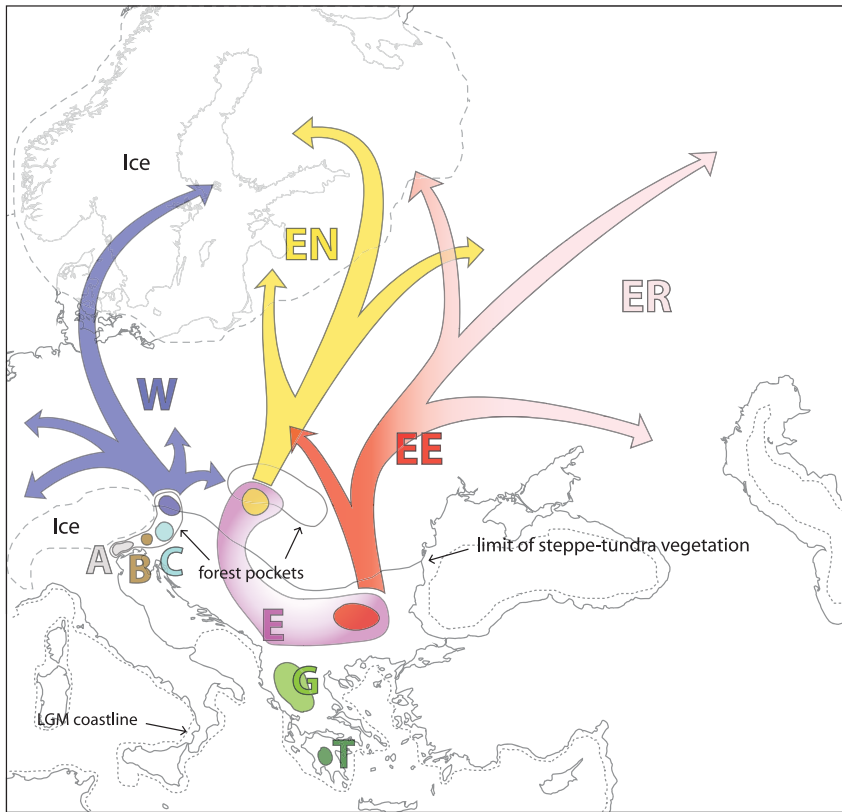 Ice
EN
ER
W
EE
Ice
A
B
C
forest pockets
limit of steppe-tundra vegetation
E
G
LGM coastline
T